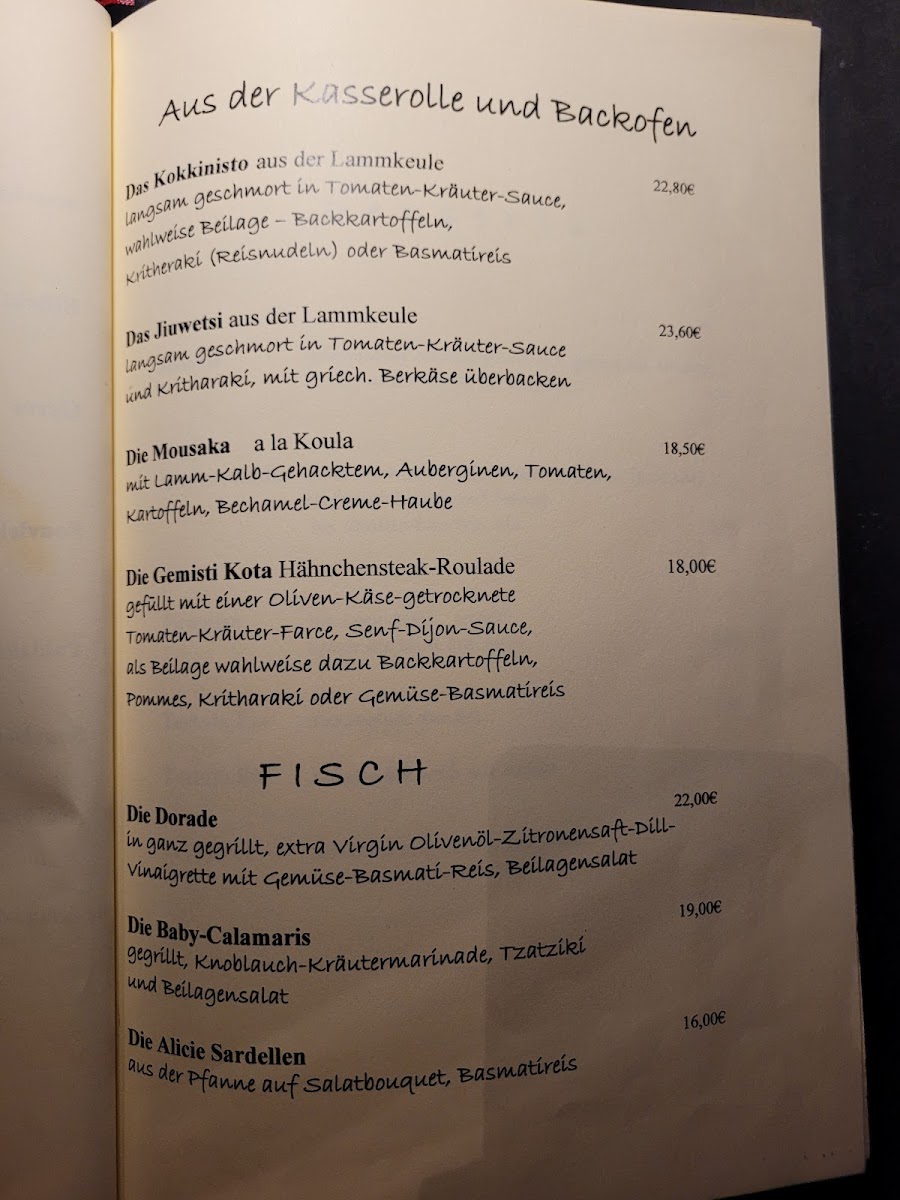 Aus der Kasserolle und Backofen
Das Kokkinisto aus der Lammkeule
22,80€
langsam geschmort in Tomaten-Kräuter-Sauce,
wahlweise Beilage – Backkartoffeln,
Kritheraki (Reisnudeln) oder Basmatireis
Das Jiuwetsi aus der Lammkeule
23,60€
langsam geschmort in Tomaten-Kräuter-Sauce
und Kritharaki, mit griech. Berkäse überbacken
Die Mousaka a la Koula
18,50€
mit Lamm-Kalb-Gehacktem, Auberginen, Tomaten,
Kartoffeln, Bechamel-Creme-Haube
Die Gemisti Kota Hähnchensteak-Roulade
18,00€
gefüllt mit einer Oliven-Käse-getrocknete
Tomaten-Kräuter-Farce, Senf-Dijon-Sauce,
als Beilage wahlweise dazu Backkartoffeln,
Pommes, Kritharaki oder Gemüse-Basmatireis
FISCH
Die Dorade
22,00€
in ganz gegrillt, extra Virgin Olivenöl-Zitronensaft-Dill-
Vinaigrette mit Gemüse-Basmati-Reis, Beilagensalat
Die Baby-Calamaris
19,00€
gegrillt, Knoblauch-Kräutermarinade, Tzatziki
und Beilagensalat
Die Alicie Sardellen
16,00€
aus der Pfanne auf Salatbouquet, Basmatireis